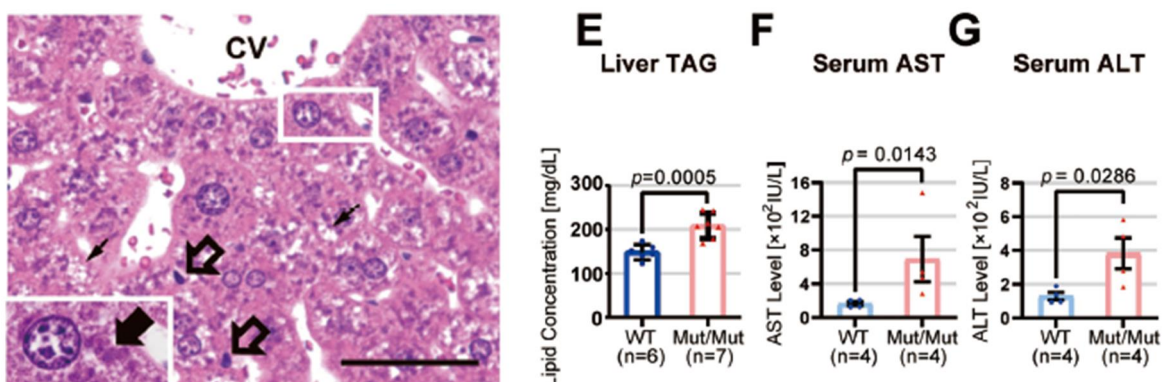 CV
E
Liver TAG
Lipid Concentration [mg/dL]
300
200
100
0
p=0.0005
WT
(n=6)
Mut/Mut
(n=7)
F
Serum AST
AST Level [×10²IU/L]
16
12
8
4
0
p = 0.0143
WT
(n=4)
Mut/Mut
(n=4)
G
Serum ALT
ALT Level [×10²IU/L]
8
6
4
2
0
p = 0.0286
WT
(n=4)
Mut/Mut
(n=4)